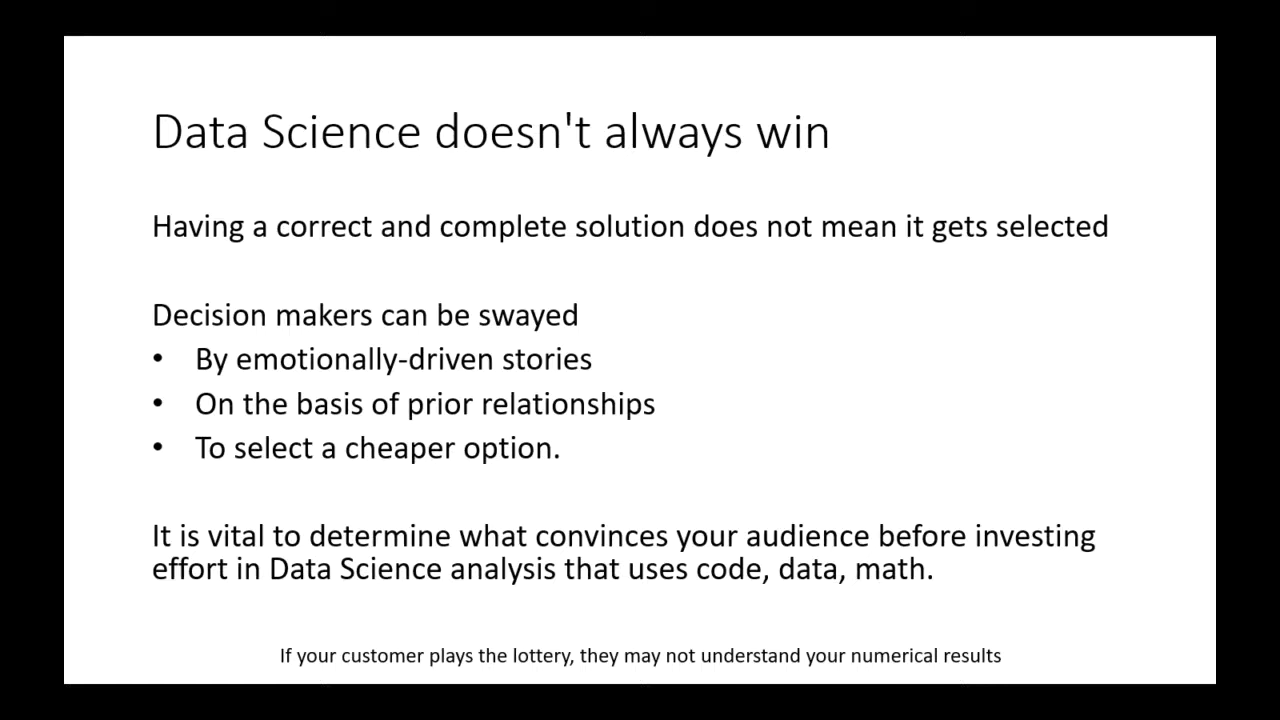 Data Science doesn't always win
Having a correct and complete solution does not mean it gets selected
Decision makers can be swayed
• By emotionally-driven stories
• On the basis of prior relationships
• To select a cheaper option.
It is vital to determine what convinces your audience before investing
effort in Data Science analysis that uses code, data, math.
If your customer plays the lottery, they may not understand your numerical results